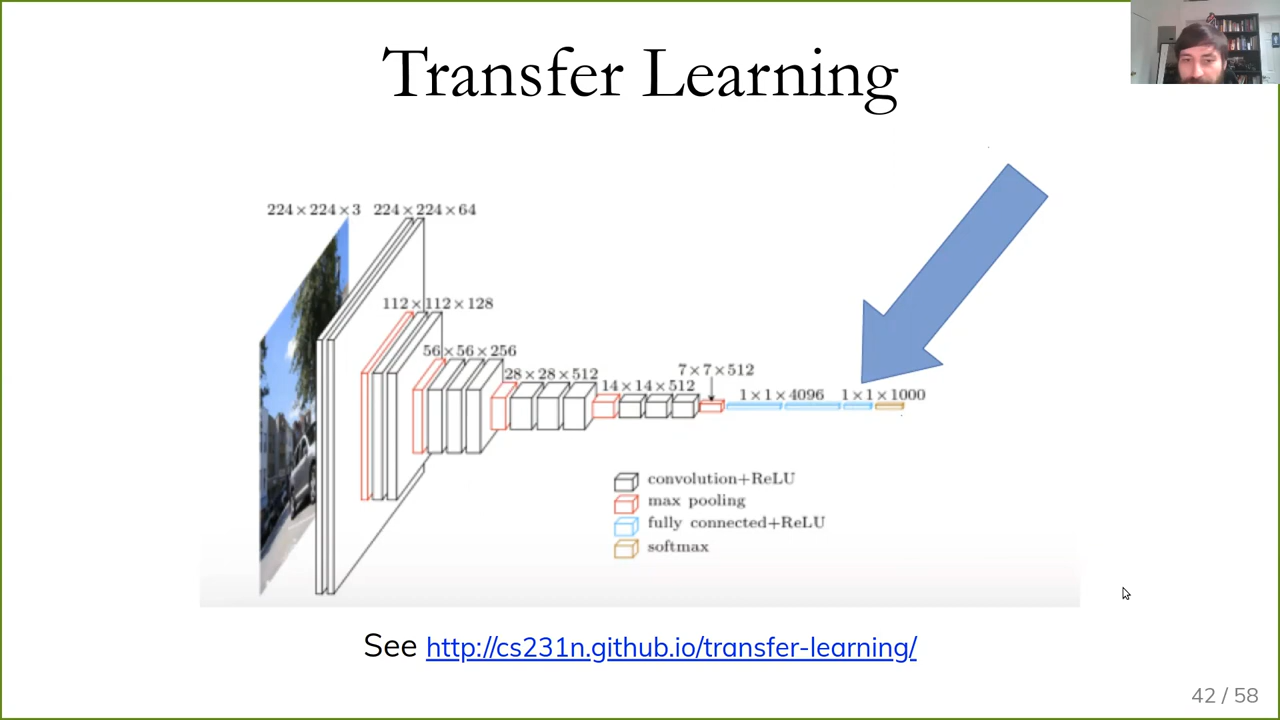 Transfer Learning
224×224×3 224×224×64
112×112×128
56×56×256
28×28×512
14×14×512
7×7×512
1×1×4096 1×1×1000
convolution+ReLU
max pooling
fully connected+ReLU
softmax
See http://cs231n.github.io/transfer-learning/
42 / 58